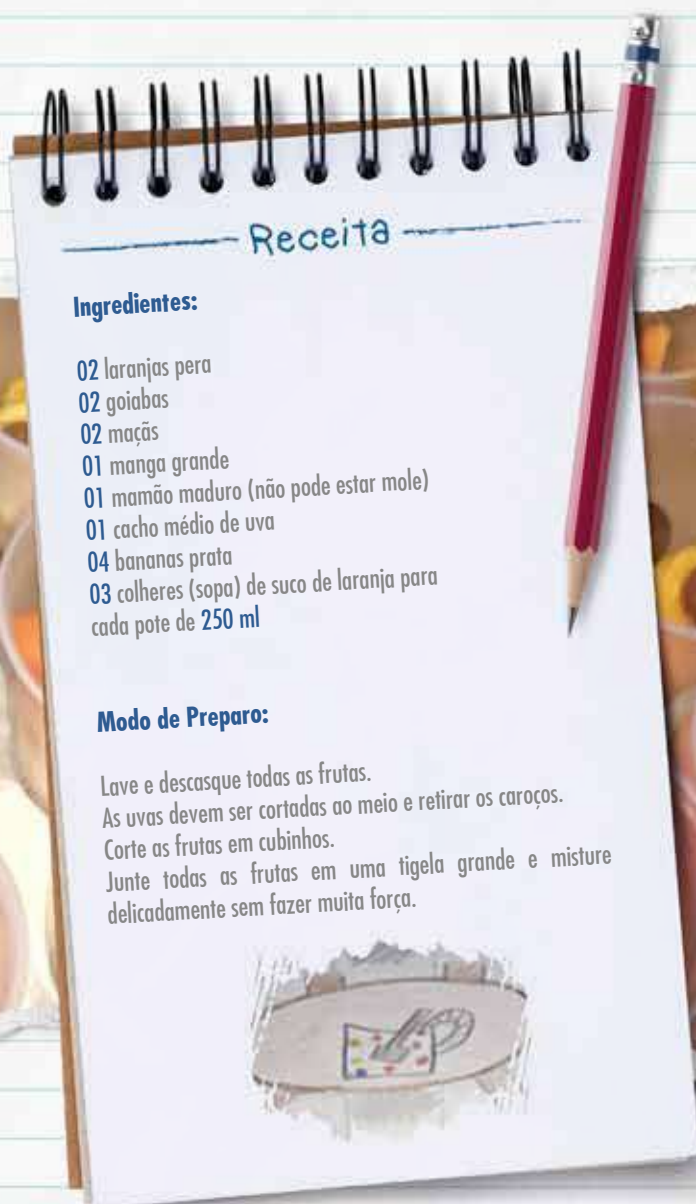 Receita
Ingredientes:
02 laranjas pera
02 goiabas
02 maçãs
01 manga grande
01 mamão maduro (não pode estar mole)
01 cacho médio de uva
04 bananas prata
03 colheres (sopa) de suco de laranja para
cada pote de 250 ml
Modo de Preparo:
Lave e descasque todas as frutas.
As uvas devem ser cortadas ao meio e retirar os caroços.
Corte as frutas em cubinhos.
Junte todas as frutas em uma tigela grande e misture
delicadamente sem fazer muita força.